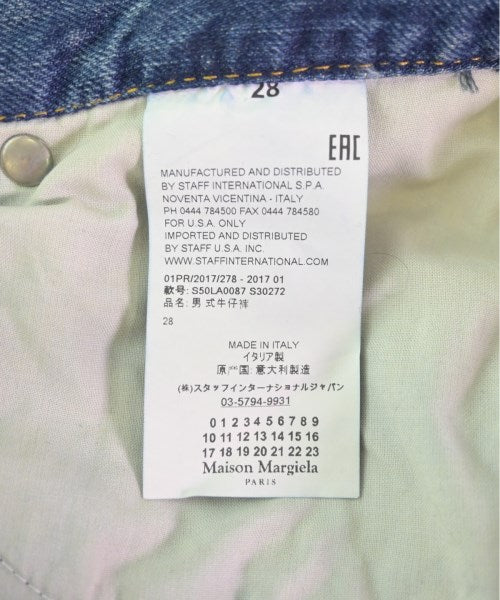 28
EAC
MANUFACTURED AND DISTRIBUTED
BY STAFF INTERNATIONAL S.P.A.
NOVENTA VICENTINA - ITALY
PH 0444 784500 FAX 0444 784580
FOR U.S.A. ONLY
IMPORTED AND DISTRIBUTED
BY STAFF U.S.A. INC.
WWW.STAFFINTERNATIONAL.COM
01PR/2017/278 - 2017 01
款号: S50LA0087 S30272
品名: 男式牛仔裤
28
MADE IN ITALY
イタリア製
原 国: 意大利製造
(株)スタッフインターナショナルジャパン
03-5794-9931
0 1 2 3 4 5 6 7 8 9
10 11 12 13 14 15 16
17 18 19 20 21 22 23
Maison Margiela
PARIS